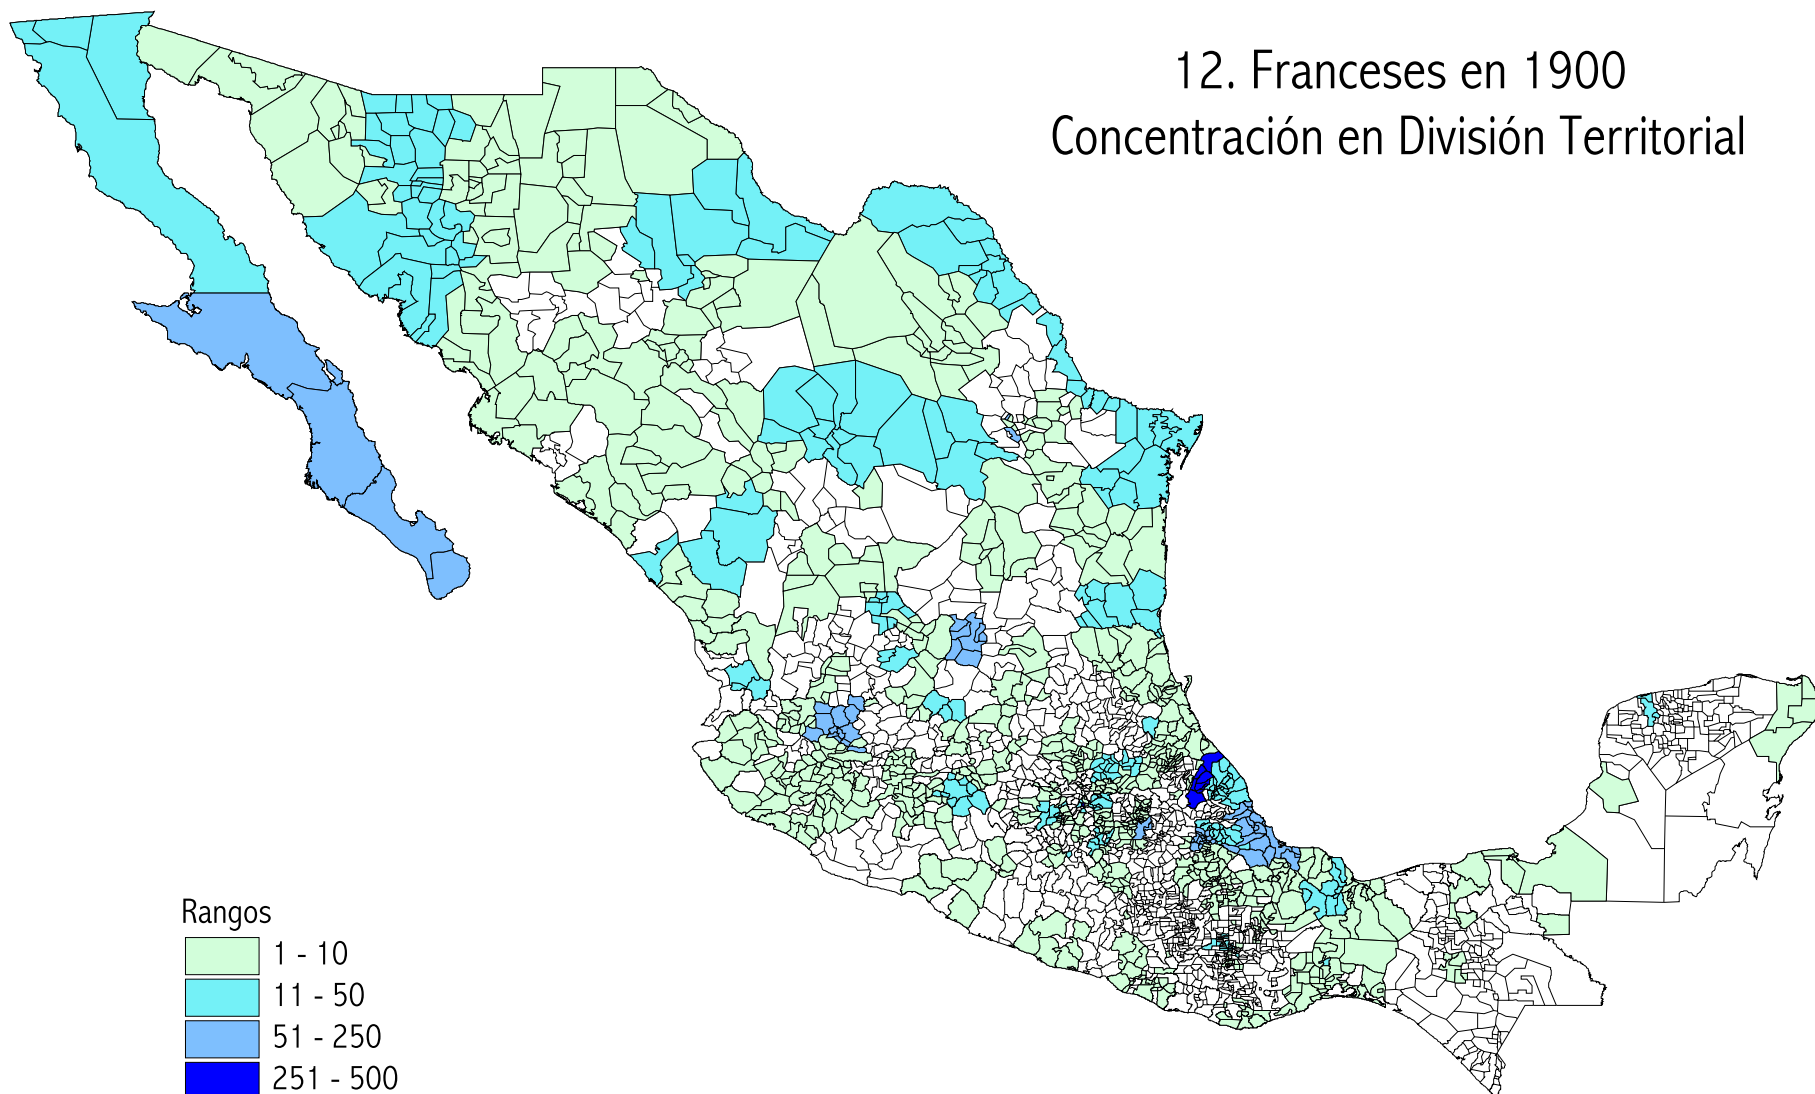 12. Franceses en 1900
Concentración en División Territorial
Rangos
1 - 10
11 - 50
51 - 250
251 - 500